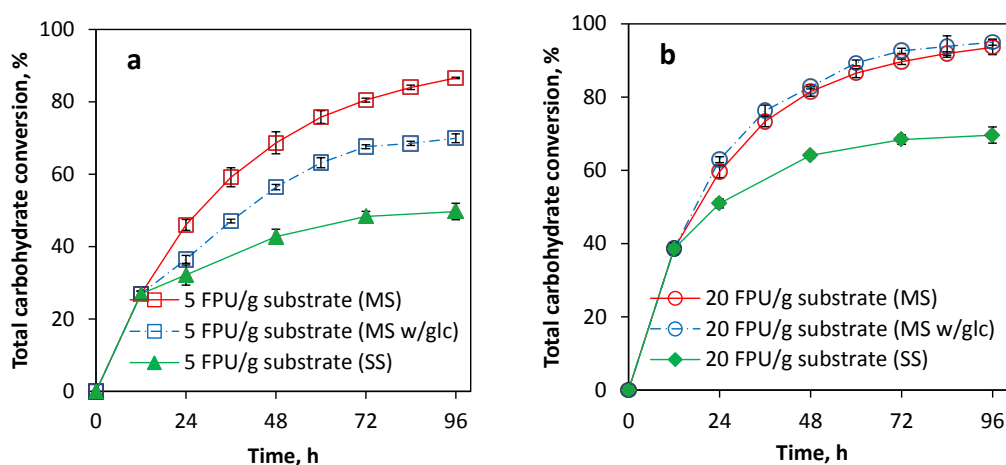 a
Total carbohydrate conversion, %
100
80
60
40
20
0
5 FPU/g substrate (MS)
5 FPU/g substrate (MS w/glc)
5 FPU/g substrate (SS)
0 24 48 72 96
Time, h
b
Total carbohydrate conversion, %
100
80
60
40
20
0
20 FPU/g substrate (MS)
20 FPU/g substrate (MS w/glc)
20 FPU/g substrate (SS)
0 24 48 72 96
Time, h